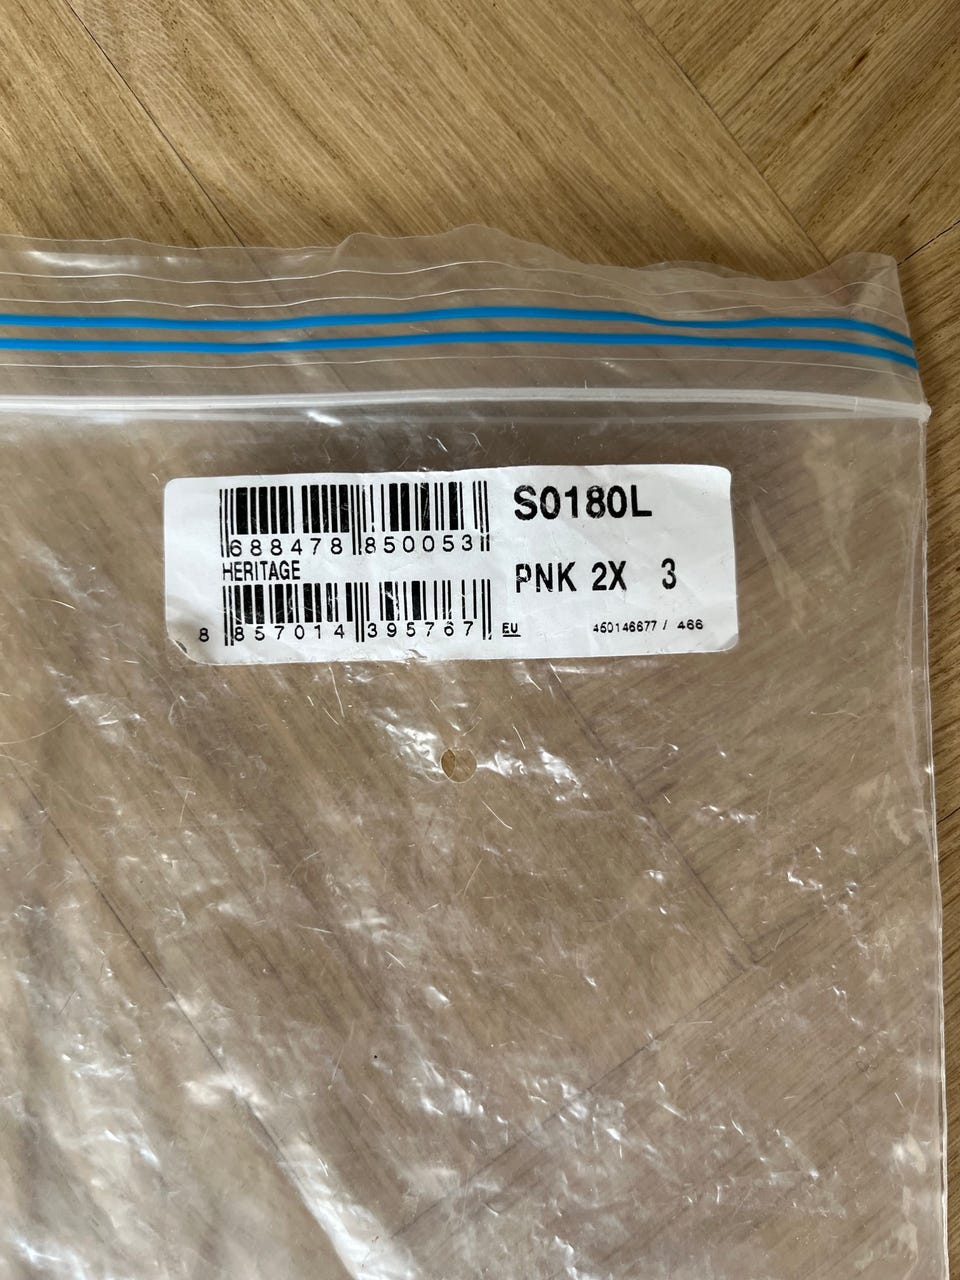 S0180L
688478 850053
HERITAGE
PNK 2X 3
8 857014 395767 EU
460146677 / 466